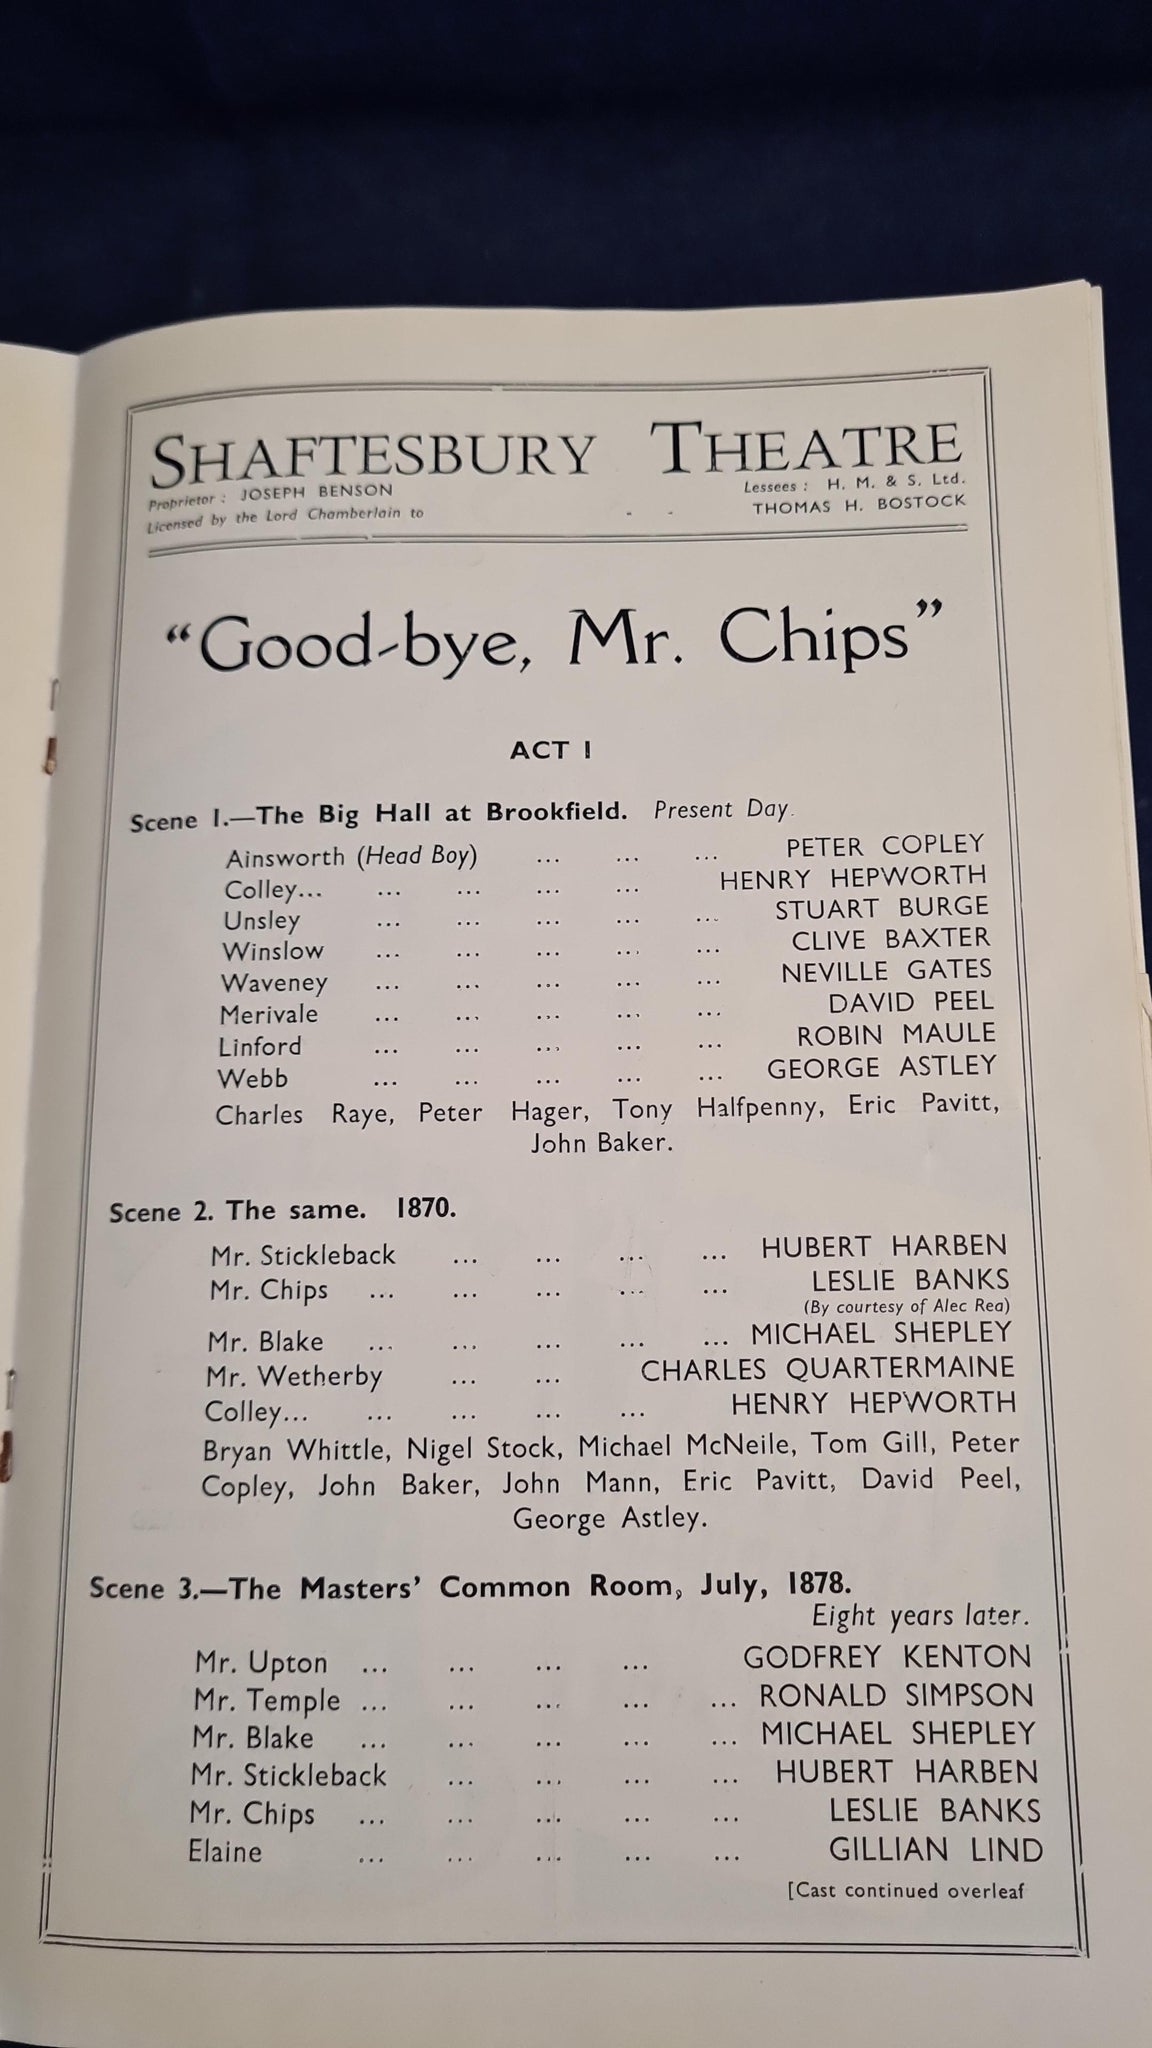 SHAFTESBURY THEATRE
Proprietor : JOSEPH BENSON
Lessees : H. M. & S. Ltd.
Licensed by the Lord Chamberlain to
THOMAS H. BOSTOCK
“Good-bye, Mr. Chips”
ACT I
Scene 1.—The Big Hall at Brookfield. Present Day.
Ainsworth (Head Boy) ... ... ... PETER COPLEY
Colley... ... ... ... ... HENRY HEPWORTH
Unsley ... ... ... ... ... STUART BURGE
Winslow ... ... ... ... ... CLIVE BAXTER
Waveney ... ... ... ... ... NEVILLE GATES
Merivale ... ... ... ... ... DAVID PEEL
Linford ... ... ... ... ... ROBIN MAULE
Webb ... ... ... ... ... GEORGE ASTLEY
Charles Raye, Peter Hager, Tony Halfpenny, Eric Pavitt,
John Baker.
Scene 2. The same. 1870.
Mr. Stickleback ... ... ... ... HUBERT HARBEN
Mr. Chips ... ... ... ... ... LESLIE BANKS
(By courtesy of Alec Rea)
Mr. Blake ... ... ... ... ... MICHAEL SHEPLEY
Mr. Wetherby ... ... CHARLES QUARTERMAINE
Colley... ... ... ... ... HENRY HEPWORTH
Bryan Whittle, Nigel Stock, Michael McNeile, Tom Gill, Peter
Copley, John Baker, John Mann, Eric Pavitt, David Peel,
George Astley.
Scene 3.—The Masters’ Common Room, July, 1878.
Eight years later.
Mr. Upton ... ... ... ... GODFREY KENTON
Mr. Temple ... ... ... ... ... RONALD SIMPSON
Mr. Blake ... ... ... ... ... MICHAEL SHEPLEY
Mr. Stickleback ... ... ... ... HUBERT HARBEN
Mr. Chips ... ... ... ... ... LESLIE BANKS
Elaine ... ... ... ... ... GILLIAN LIND
[Cast continued overleaf